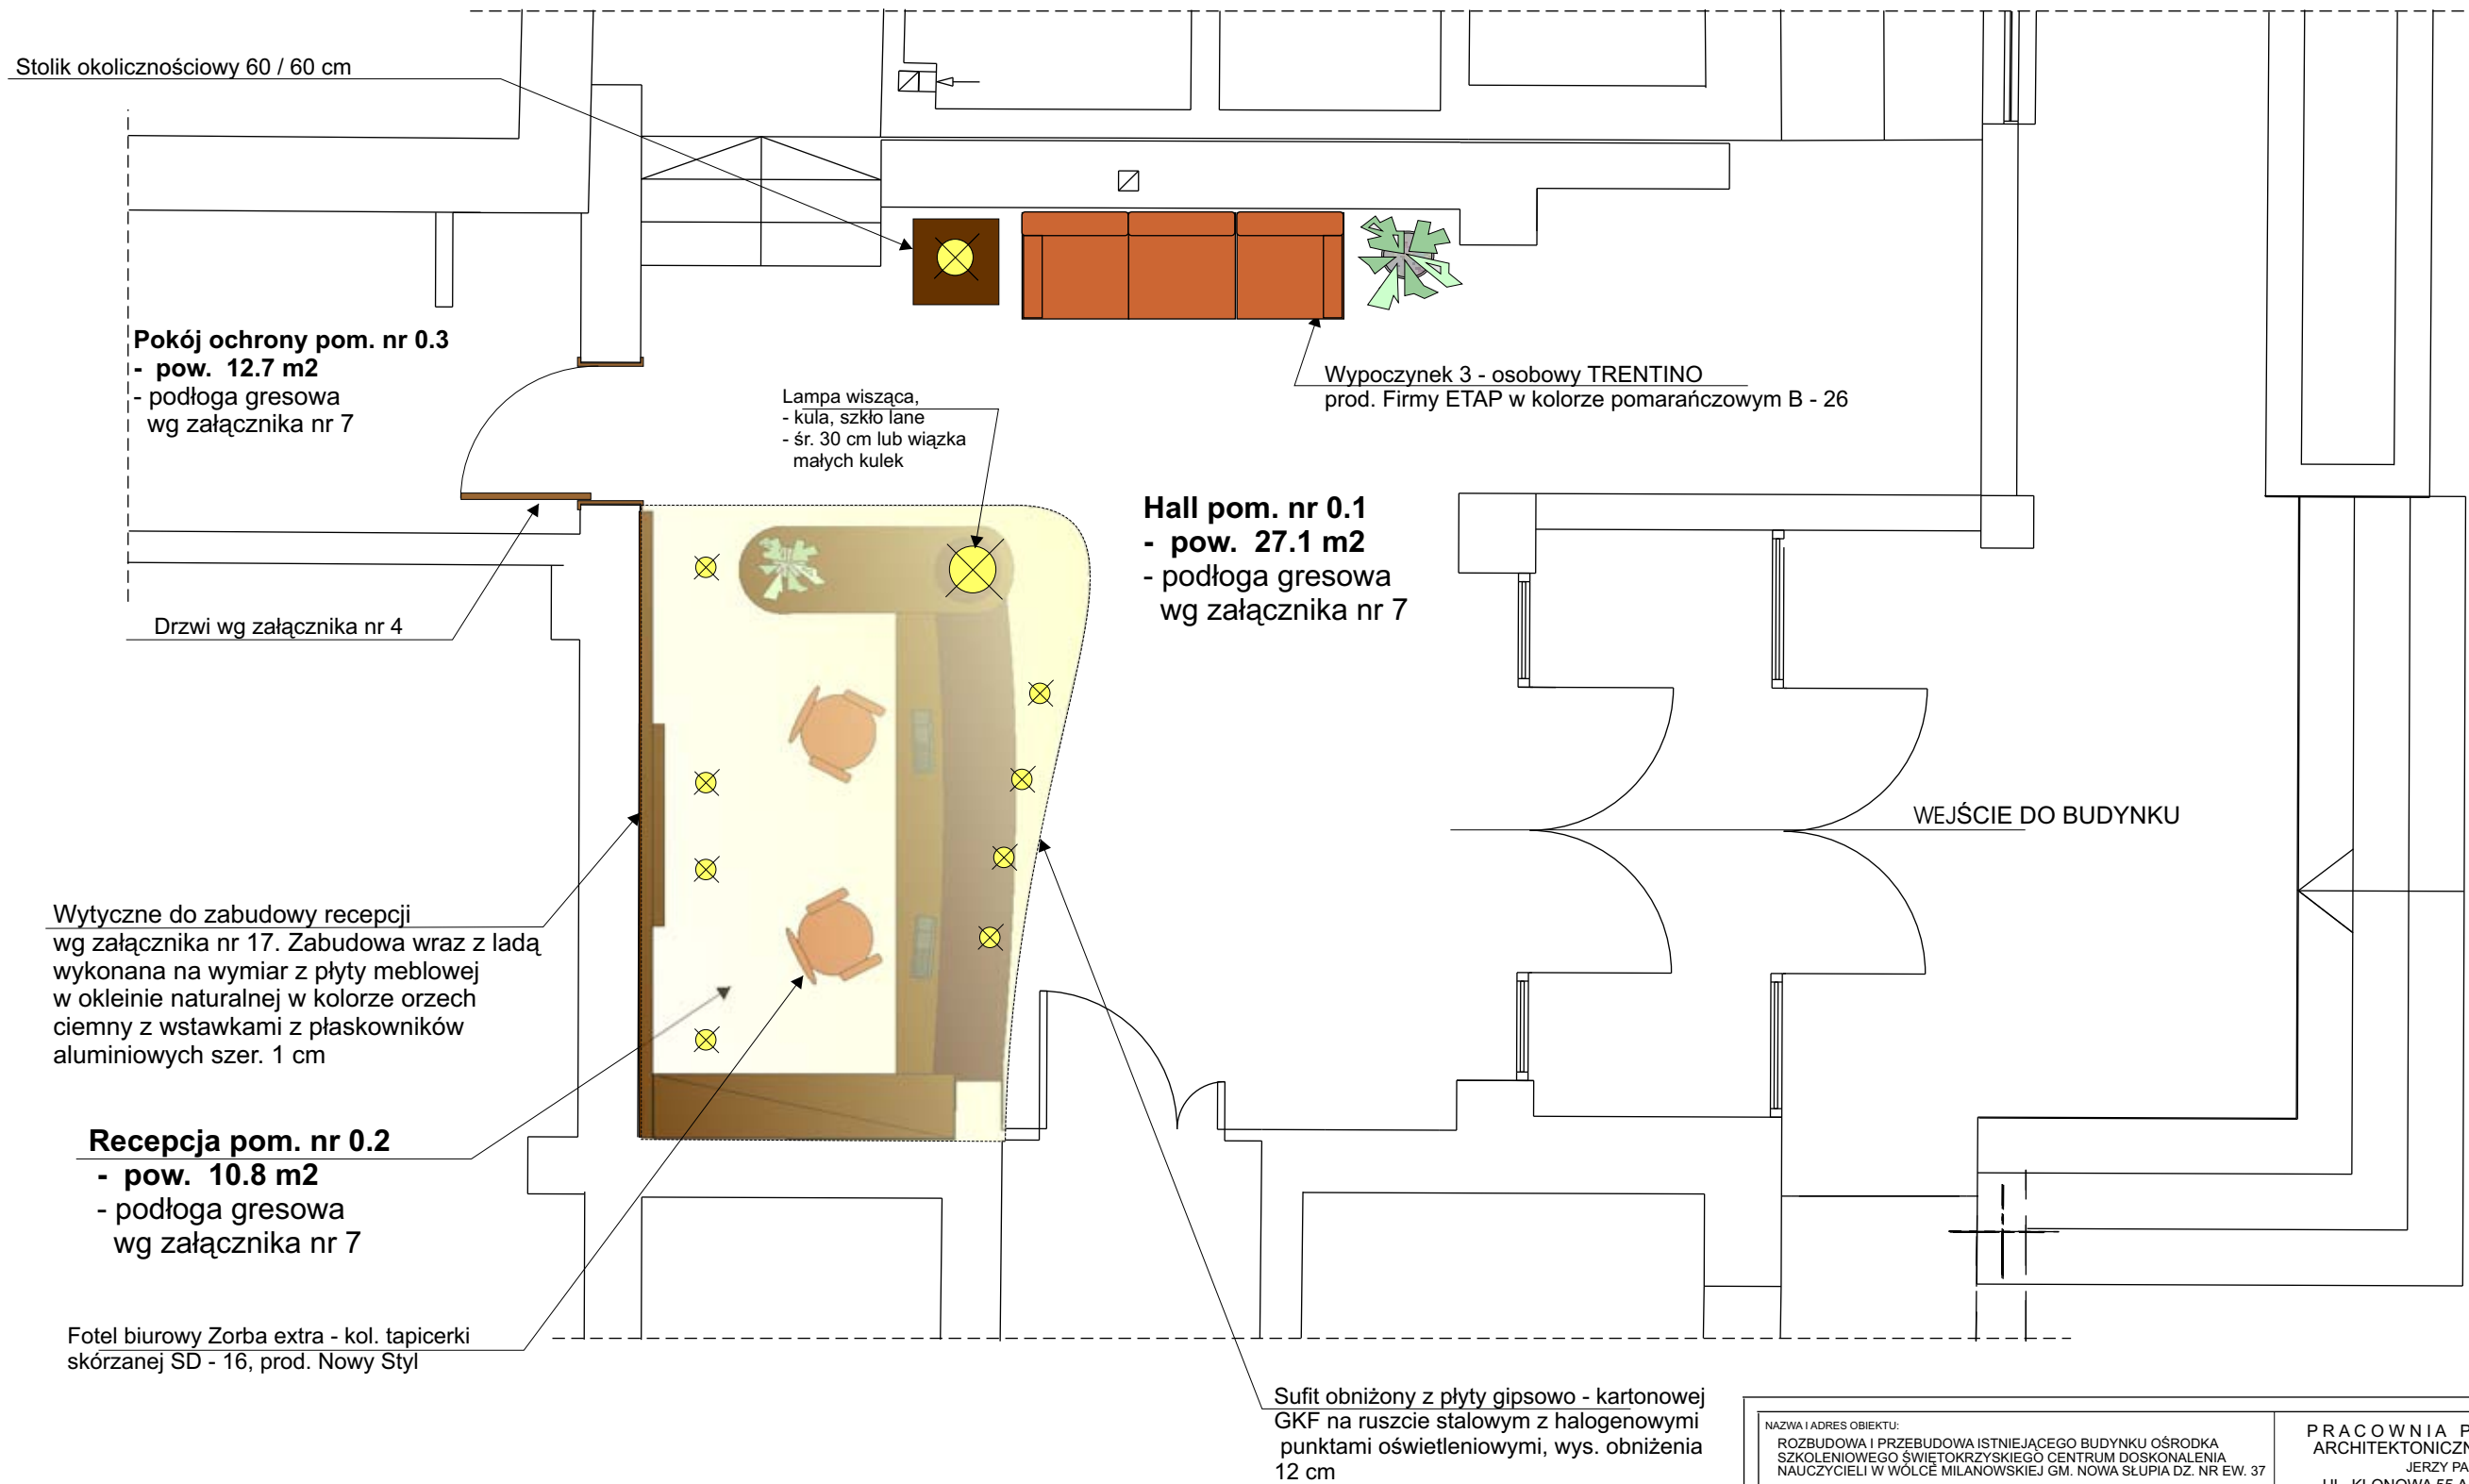 Stolik okolicznościowy 60 / 60 cm
Pokój ochrony pom. nr 0.3
- pow. 12.7 m2
- podłoga gresowa
wg załącznika nr 7
Lampa wisząca,
- kula, szkło lane
- śr. 30 cm lub wiązka
małych kulek
Wypoczynek 3 - osobowy TRENTINO
prod. Firmy ETAP w kolorze pomarańczowym B - 26
Hall pom. nr 0.1
- pow. 27.1 m2
- podłoga gresowa
wg załącznika nr 7
Drzwi wg załącznika nr 4
WEJŚCIE DO BUDYNKU
Wytyczne do zabudowy recepcji
wg załącznika nr 17. Zabudowa wraz z ladą
wykonana na wymiar z płyty meblowej
w okleinie naturalnej w kolorze orzech
ciemny z wstawkami z płaskowników
aluminiowych szer. 1 cm
Recepcja pom. nr 0.2
- pow. 10.8 m2
- podłoga gresowa
wg załącznika nr 7
Fotel biurowy Zorba extra - kol. tapicerki
skórzanej SD - 16, prod. Nowy Styl
Sufit obniżony z płyty gipsowo - kartonowej
GKF na ruszcie stalowym z halogenowymi
punktami oświetleniowymi, wys. obniżenia
12 cm
NAZWA I ADRES OBIEKTU:
ROZBUDOWA I PRZEBUDOWA ISTNIEJĄCEGO BUDYNKU OŚRODKA
SZKOLENIOWEGO ŚWIĘTOKRZYSKIEGO CENTRUM DOSKONALENIA
NAUCZYCIELI W WÓLCE MILANOWSKIEJ GM. NOWA SŁUPIA DZ. NR EW. 37
PRACOWNIA P
ARCHITEKTONICZN
JERZY PA
UL. KLONOWA 55 A